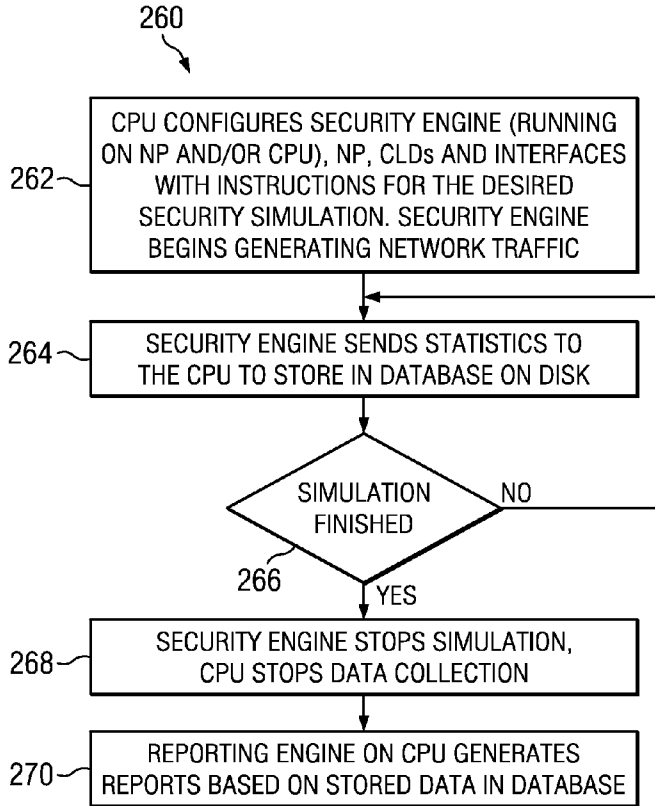 260
CPU CONFIGURES SECURITY ENGINE (RUNNING
ON NP AND/OR CPU), NP, CLDs AND INTERFACES
WITH INSTRUCTIONS FOR THE DESIRED
SECURITY SIMULATION. SECURITY ENGINE
BEGINS GENERATING NETWORK TRAFFIC
262
SECURITY ENGINE SENDS STATISTICS TO
THE CPU TO STORE IN DATABASE ON DISK
264
SIMULATION
FINISHED
NO
266
YES
SECURITY ENGINE STOPS SIMULATION,
CPU STOPS DATA COLLECTION
268
REPORTING ENGINE ON CPU GENERATES
REPORTS BASED ON STORED DATA IN DATABASE
270